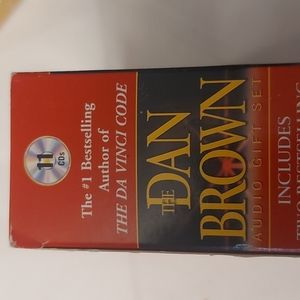 11
CDs
The #1 Bestselling
Author of
THE DA VINCI CODE
THE DAN
BROWN
AUDIO GIFT SET
INCLUDES